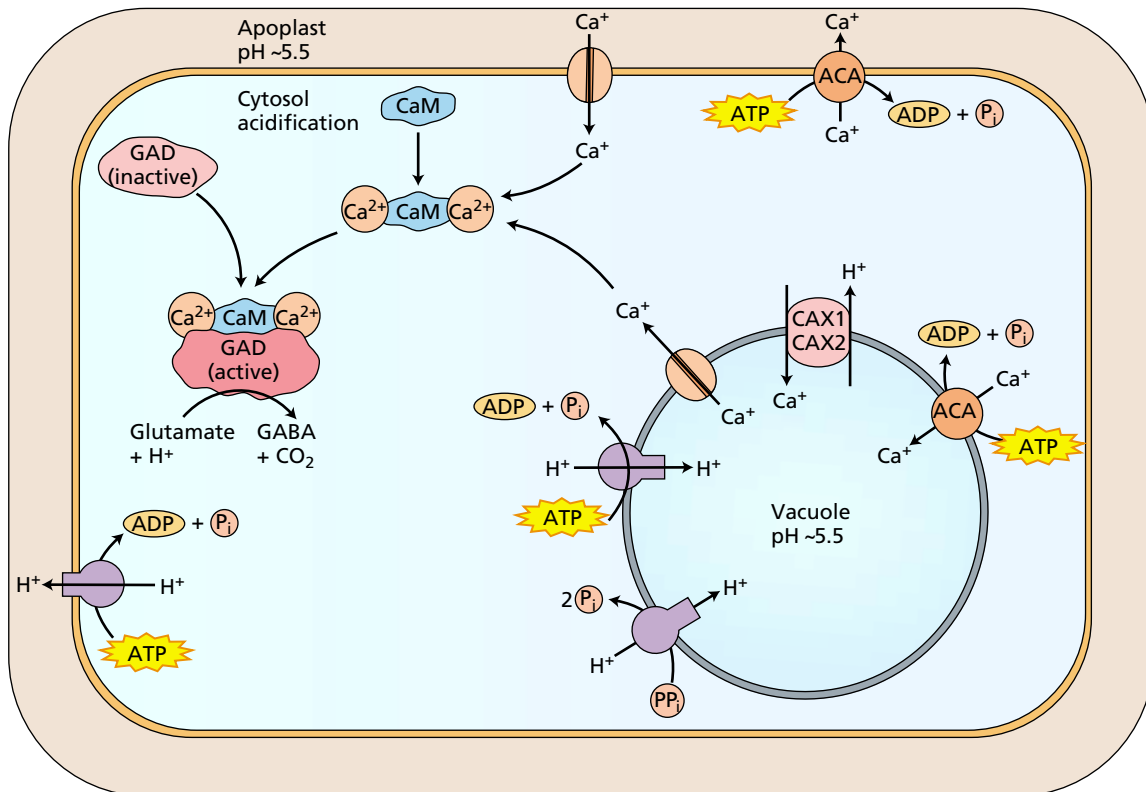 Apoplast
pH ~5.5
Ca⁺
Ca⁺
ACA
ATP
ADP + Pᵢ
Ca⁺
Cytosol
acidification
CaM
Ca⁺
GAD
(inactive)
Ca²⁺ CaM Ca²⁺
Ca²⁺ CaM Ca²⁺
GAD
(active)
Glutamate
+ H⁺
GABA
+ CO₂
Ca⁺
Ca⁺
H⁺
CAX1
CAX2
Ca⁺
ADP + Pᵢ
Ca⁺
ACA
Ca⁺
ATP
ADP + Pᵢ
H⁺
H⁺
ATP
Vacuole
pH ~5.5
ADP + Pᵢ
H⁺
H⁺
ATP
2 Pᵢ
H⁺
H⁺
PPᵢ